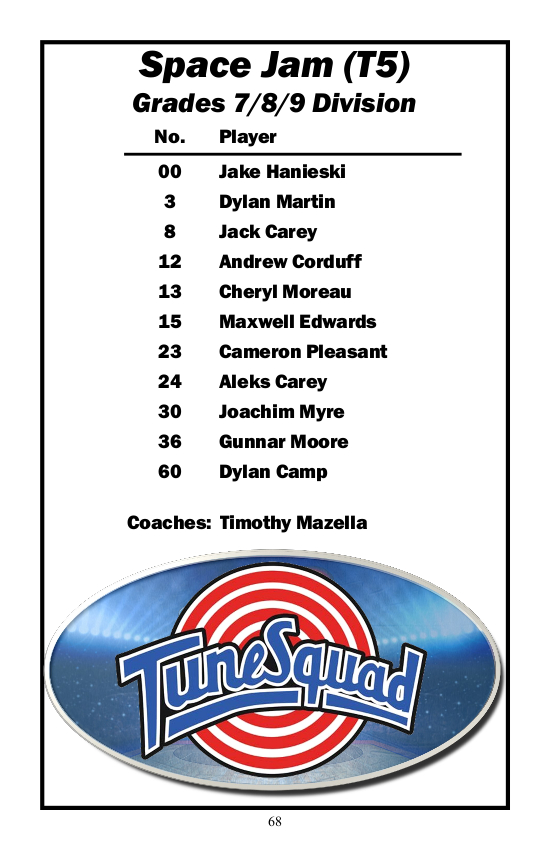 Space Jam (T5)
Grades 7/8/9 Division
No. Player
00 Jake Hanieski
3 Dylan Martin
8 Jack Carey
12 Andrew Corduff
13 Cheryl Moreau
15 Maxwell Edwards
23 Cameron Pleasant
24 Aleks Carey
30 Joachim Myre
36 Gunnar Moore
60 Dylan Camp
Coaches: Timothy Mazella
TuneSquad
68